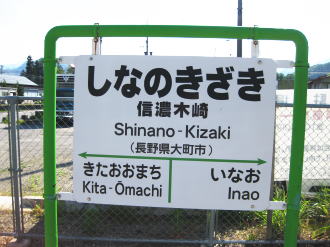 しなのきざき
信濃木崎
Shinano-Kizaki
(長野県大町市)
きたおおまち いなお
Kita-Ōmachi Inao